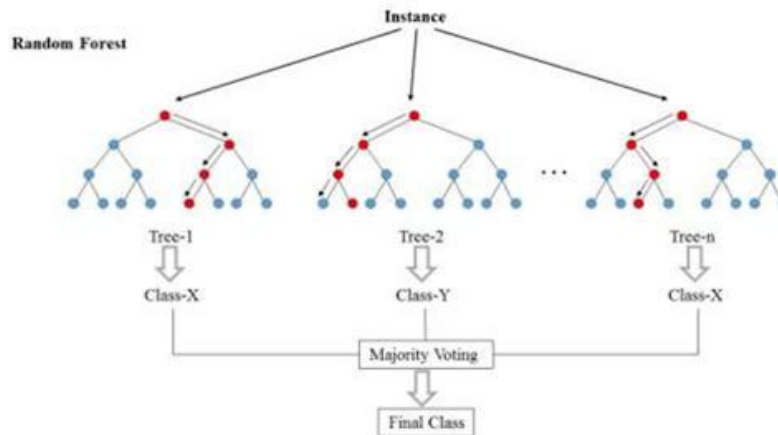 Instance
Random Forest
...
Tree-1 Tree-2 Tree-n
Class-X Class-Y Class-X
Majority Voting
Final Class